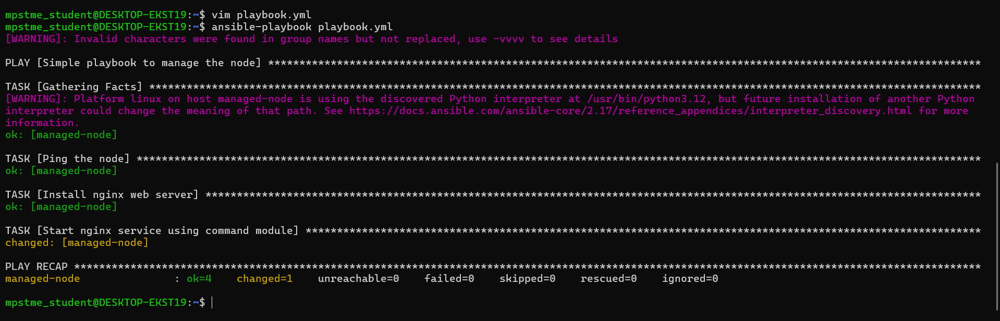 mpstme_student@DESKTOP-EKST19:~$ vim playbook.yml
mpstme_student@DESKTOP-EKST19:~$ ansible-playbook playbook.yml
[WARNING]: Invalid characters were found in group names but not replaced, use -vvvv to see details
PLAY [Simple playbook to manage the node] ******************************************************************************************************************
TASK [Gathering Facts] *************************************************************************************************************************************
[WARNING]: Platform linux on host managed-node is using the discovered Python interpreter at /usr/bin/python3.12, but future installation of another Python
interpreter could change the meaning of that path. See https://docs.ansible.com/ansible-core/2.17/reference_appendices/interpreter_discovery.html for more
information.
ok: [managed-node]
TASK [Ping the node] ***************************************************************************************************************************************
ok: [managed-node]
TASK [Install nginx web server] ****************************************************************************************************************************
ok: [managed-node]
TASK [Start nginx service using command module] ************************************************************************************************************
changed: [managed-node]
PLAY RECAP *************************************************************************************************************************************************
managed-node               : ok=4    changed=1    unreachable=0    failed=0    skipped=0    rescued=0    ignored=0
mpstme_student@DESKTOP-EKST19:~$